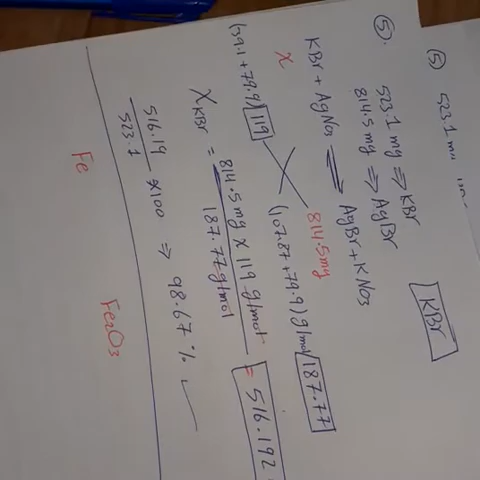 ⑤ 523.1 mg
⑤. 523.1 mg ⇒ KBr
814.5 mg ⇒ AgBr
KBr
KBr + AgNO3 ⇌ AgBr + KNO3
x 814.5mg
(39.1 + 79.9) 119 (107.87 + 79.9) g/mol 187.77
XKBr = 814.5 mg x 119 g/mol / 187.77 g/mol = 516.192
516.19 / 523.1 x100 ⇒ 98.67%
Fe Fe2O3